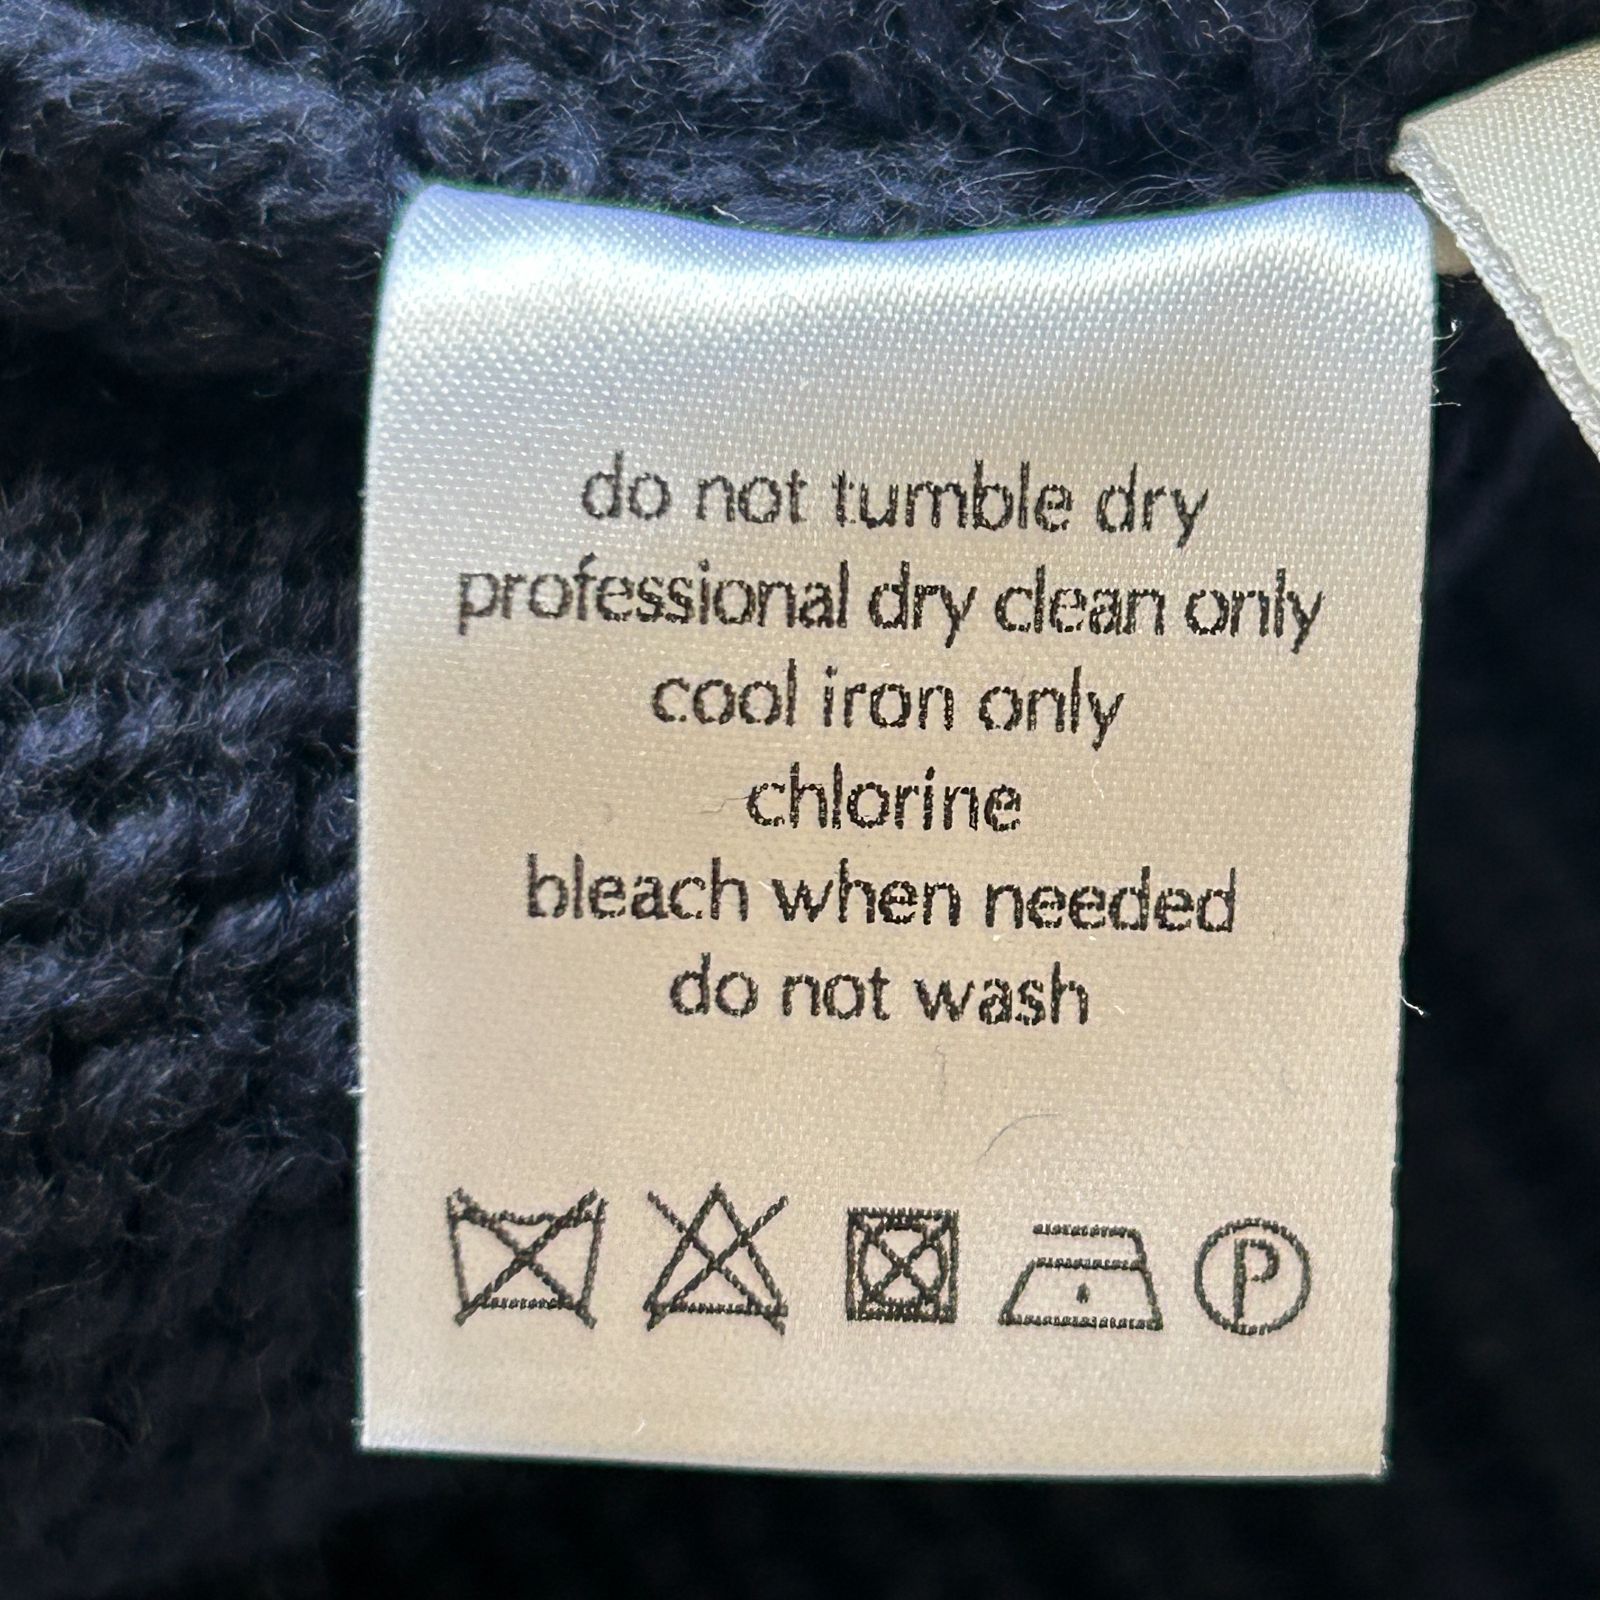 do not tumble dry
professional dry clean only
cool iron only
chlorine
bleach when needed
do not wash
P